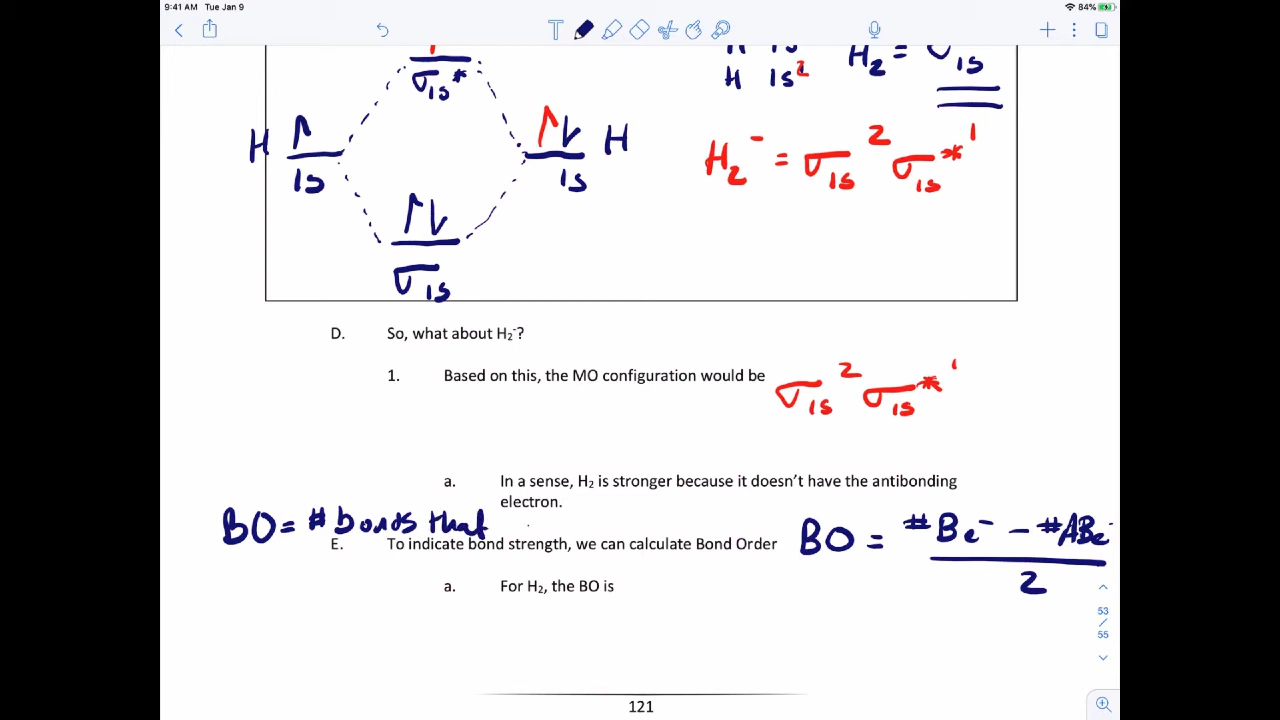 9:41 AM Tue Jan 9
84%
T
σ1s*
H 1s
H 1s²
H₂ = σ1s
H
1s
1s
H
H₂⁻ = σ1s² σ1s*¹
σ1s
D. So, what about H₂⁻?
1. Based on this, the MO configuration would be σ1s² σ1s*¹
a. In a sense, H₂ is stronger because it doesn't have the antibonding
electron.
BO = # bonds that
E. To indicate bond strength, we can calculate Bond Order
BO = #Be⁻ − #ABe⁻
2
a. For H₂, the BO is
53
/
55
121